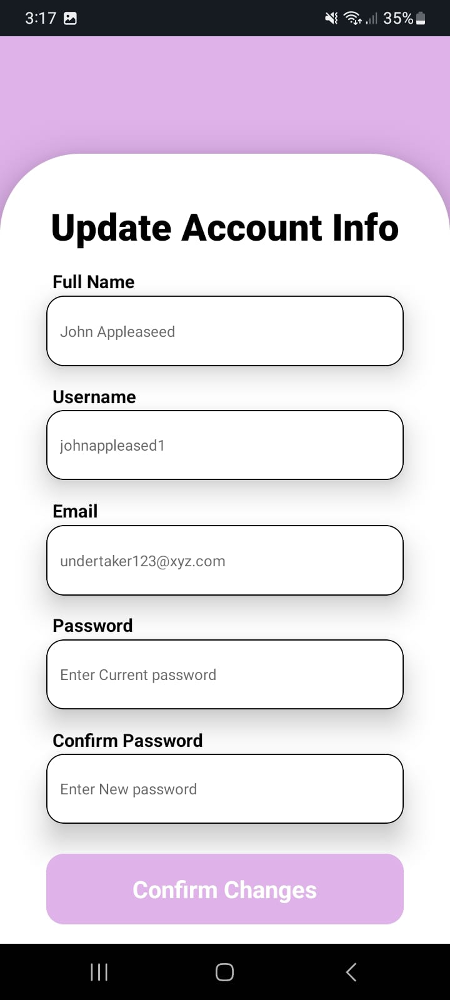 3:17 35%
Update Account Info
Full Name
John Appleaseed
Username
johnappleased1
Email
undertaker123@xyz.com
Password
Enter Current password
Confirm Password
Enter New password
Confirm Changes